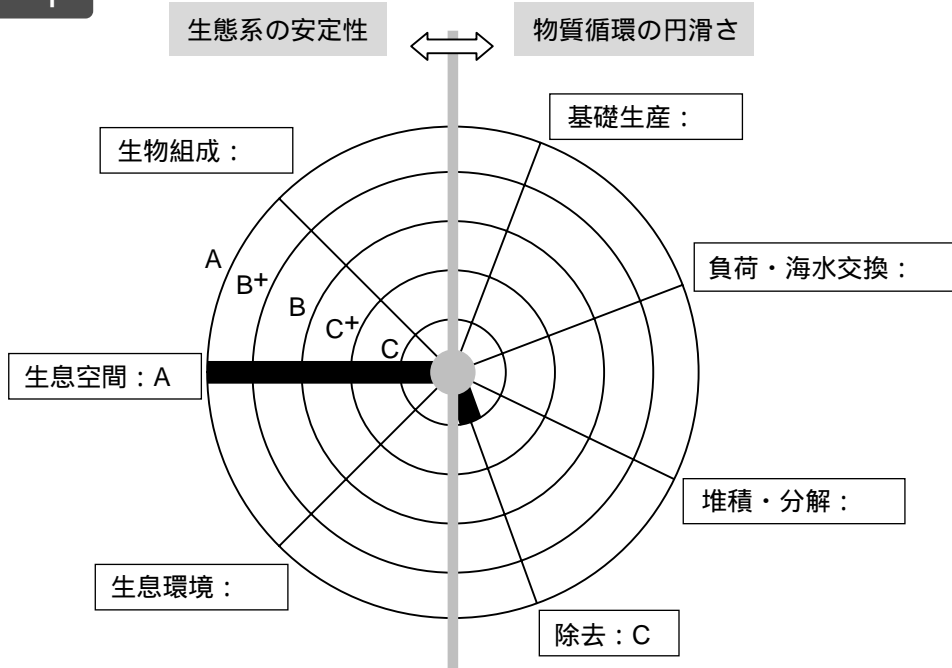 生態系の安定性
物質循環の円滑さ
基礎生産：
生物組成：
A
B+
B
C+
C
負荷・海水交換：
生息空間：A
堆積・分解：
生息環境：
除去：C